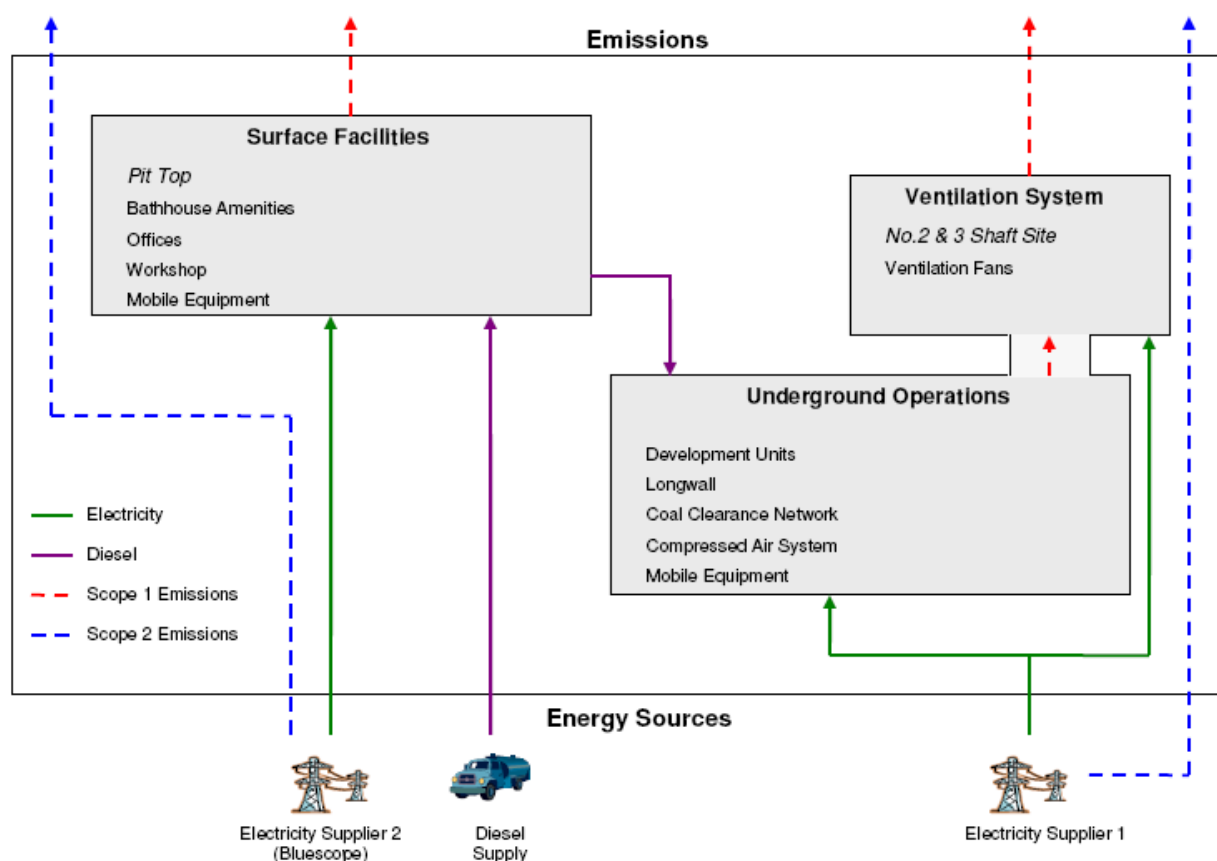 Emissions
Surface Facilities
Pit Top
Bathhouse Amenities
Offices
Workshop
Mobile Equipment
Ventilation System
No.2 & 3 Shaft Site
Ventilation Fans
Underground Operations
Development Units
Longwall
Coal Clearance Network
Compressed Air System
Mobile Equipment
Electricity
Diesel
Scope 1 Emissions
Scope 2 Emissions
Energy Sources
Electricity Supplier 2
(Bluescope)
Diesel
Supply
Electricity Supplier 1